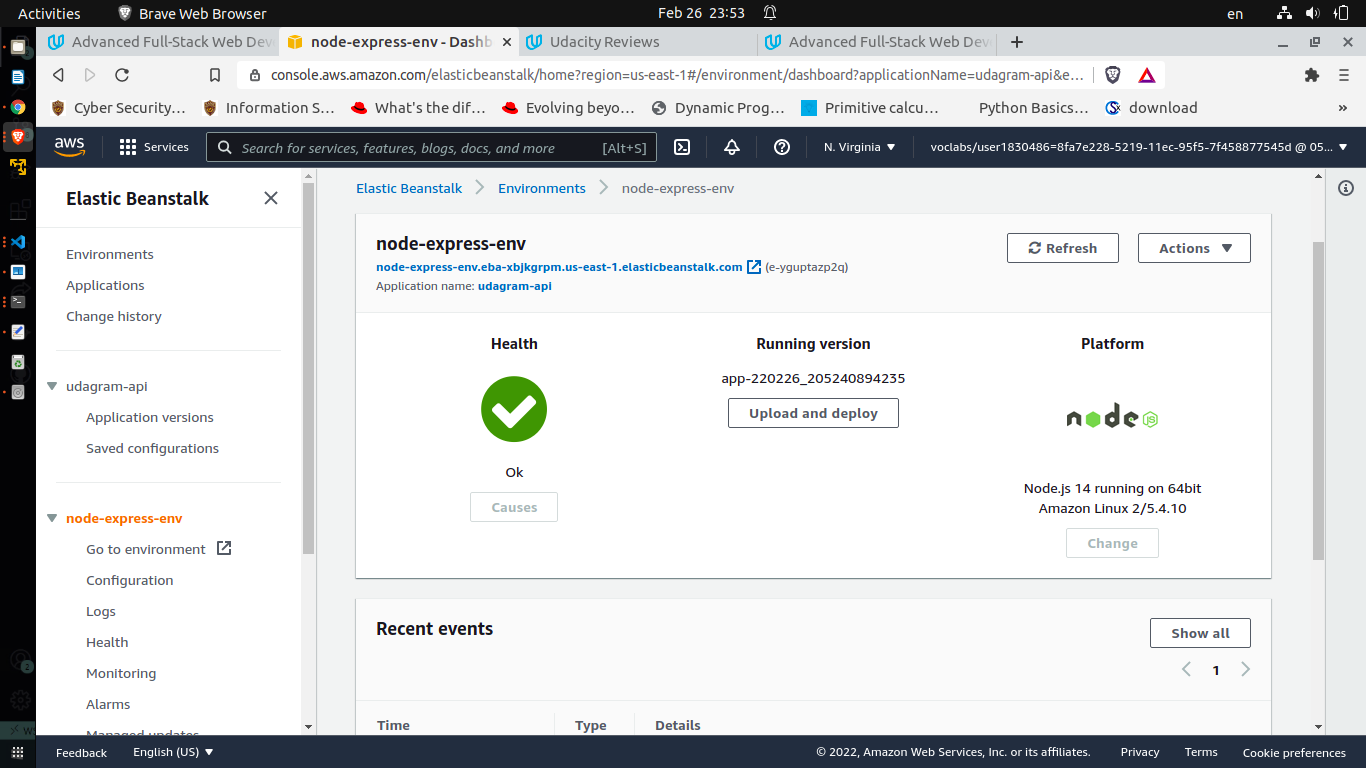 Activities
Brave Web Browser
Feb 26 23:53
en
Advanced Full-Stack Web Dev
node-express-env - Dashb
Udacity Reviews
Advanced Full-Stack Web Dev
console.aws.amazon.com/elasticbeanstalk/home?region=us-east-1#/environment/dashboard?applicationName=udagram-api&e…
Cyber Security…
Information S…
What's the dif…
Evolving beyo…
Dynamic Prog…
Primitive calcu…
Python Basics…
download
»
aws
Services
Search for services, features, blogs, docs, and more
[Alt+S]
N. Virginia
voclabs/user1830486=8fa7e228-5219-11ec-95f5-7f458877545d @ 05...
Elastic Beanstalk
Environments
Applications
Change history
udagram-api
Application versions
Saved configurations
node-express-env
Go to environment
Configuration
Logs
Health
Monitoring
Alarms
Managed updates
Elastic Beanstalk
Environments
node-express-env
node-express-env
node-express-env.eba-xbjkgrpm.us-east-1.elasticbeanstalk.com (e-yguptazp2q)
Application name: udagram-api
Refresh
Actions
Health
Ok
Causes
Running version
app-220226_205240894235
Upload and deploy
Platform
node JS
Node.js 14 running on 64bit
Amazon Linux 2/5.4.10
Change
Recent events
Show all
1
Time
Type
Details
Feedback
English (US)
© 2022, Amazon Web Services, Inc. or its affiliates.
Privacy
Terms
Cookie preferences